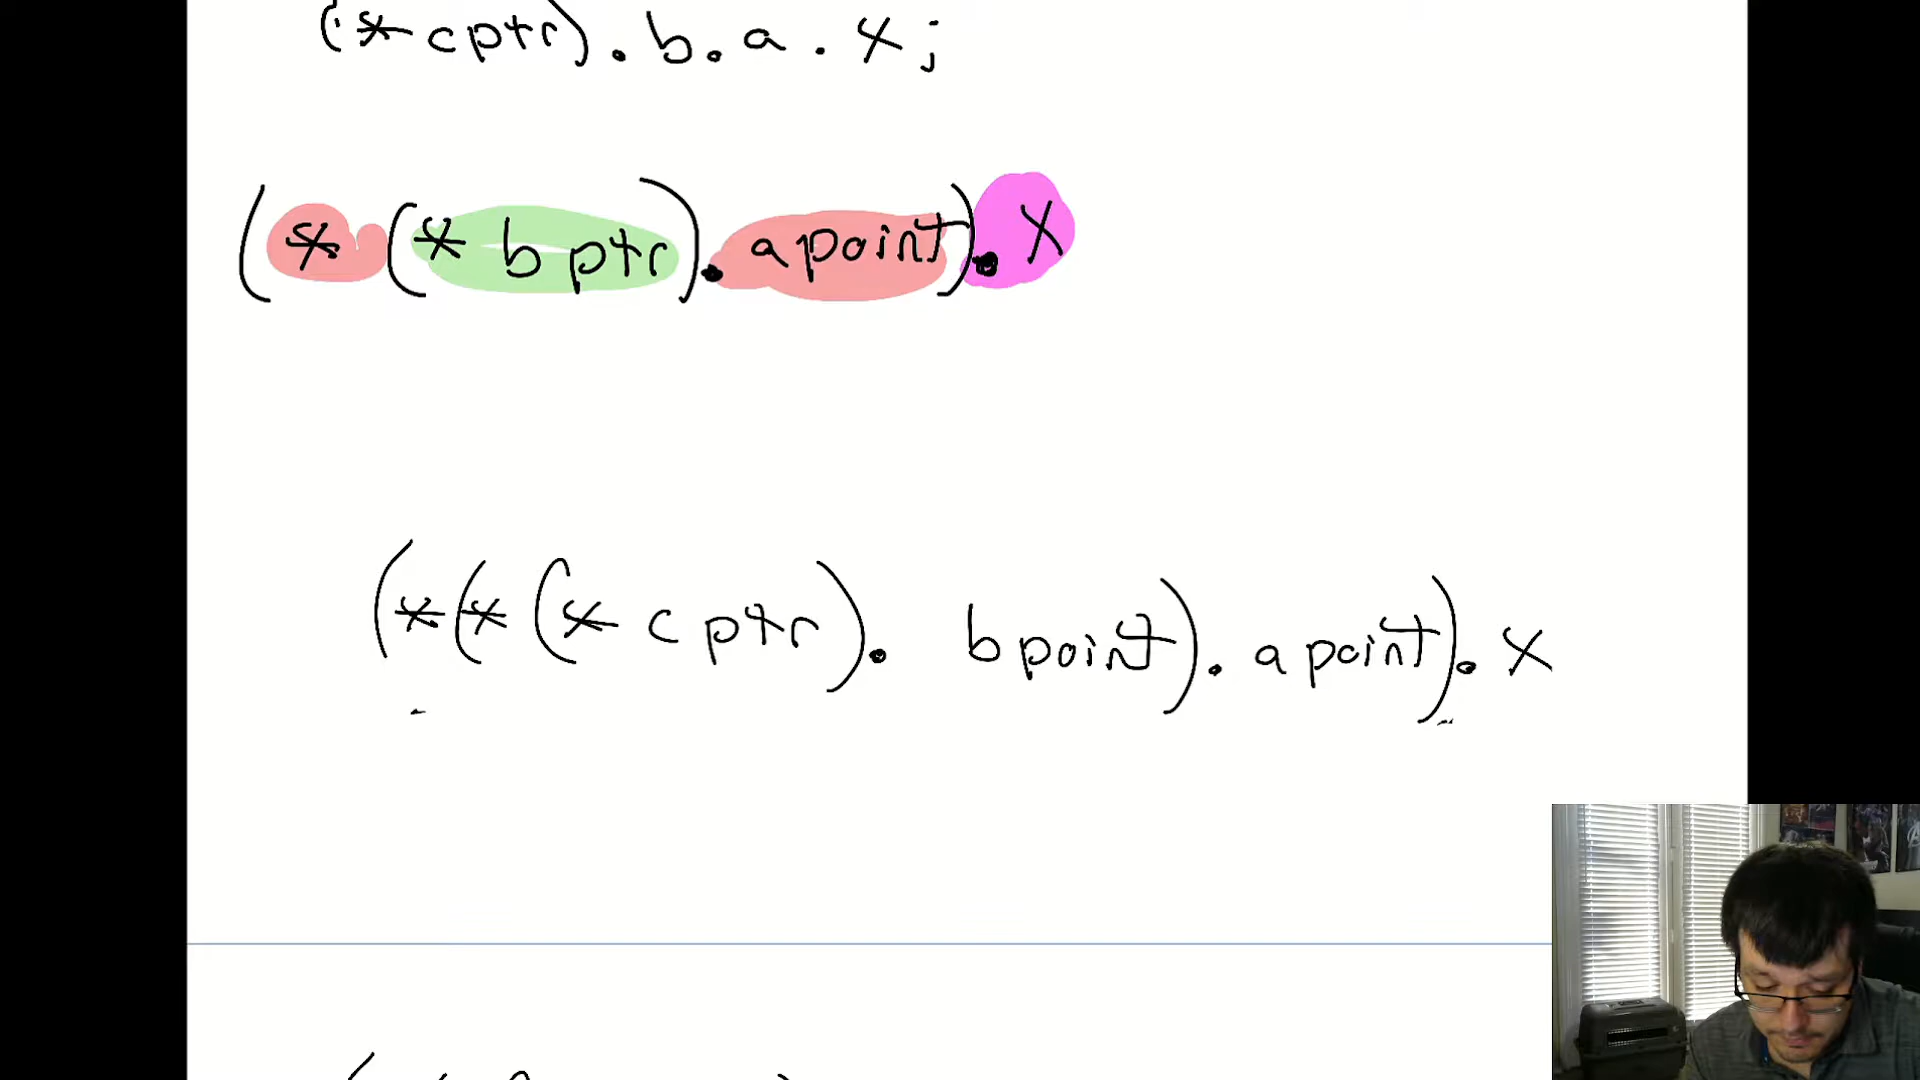 (*cptr).b.a.x;
(*(*bptr).apoint).x
(*(*(*cptr).bpoint).apoint).x